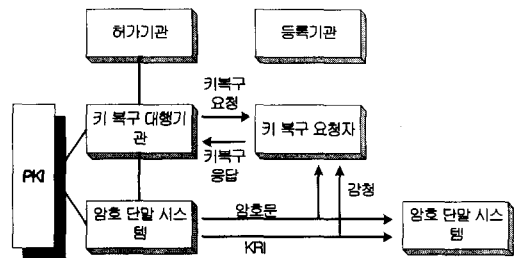 허가기관
등록기관
키복구
요청
키 복구 대행기
관
키 복구 요청자
키복구
응답
PKI
감청
암호 단말 시스
템
암호문
KRI
암호 단말 시스
템